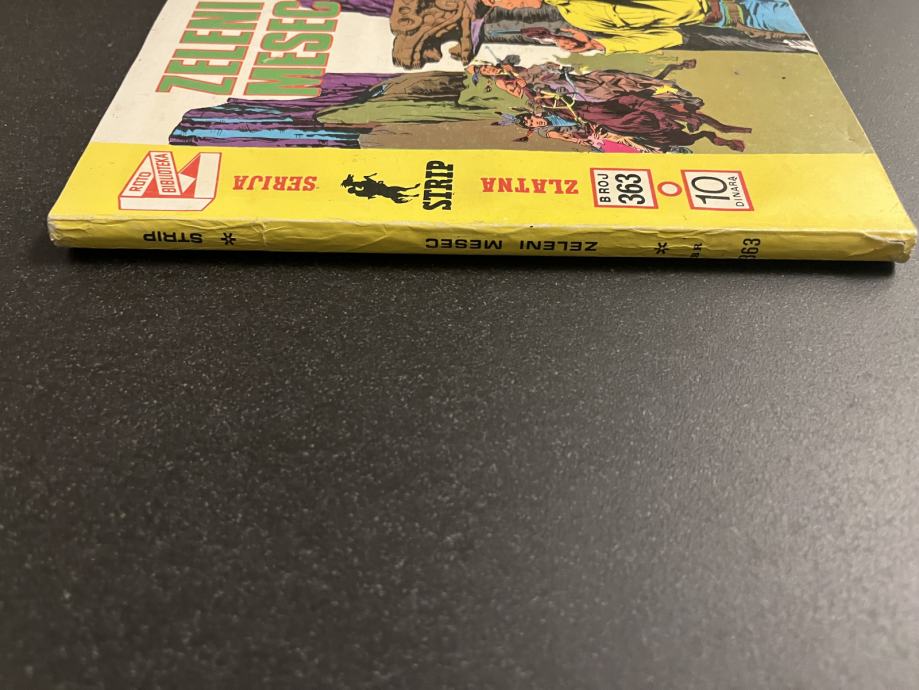 ZELENI
MESEC
ROTO
BIBLIOTEKA
SERIJA
STRIP
ZLATNA
BROJ
363
10
DINARA
STRIP * ZELENI MESEC * 363